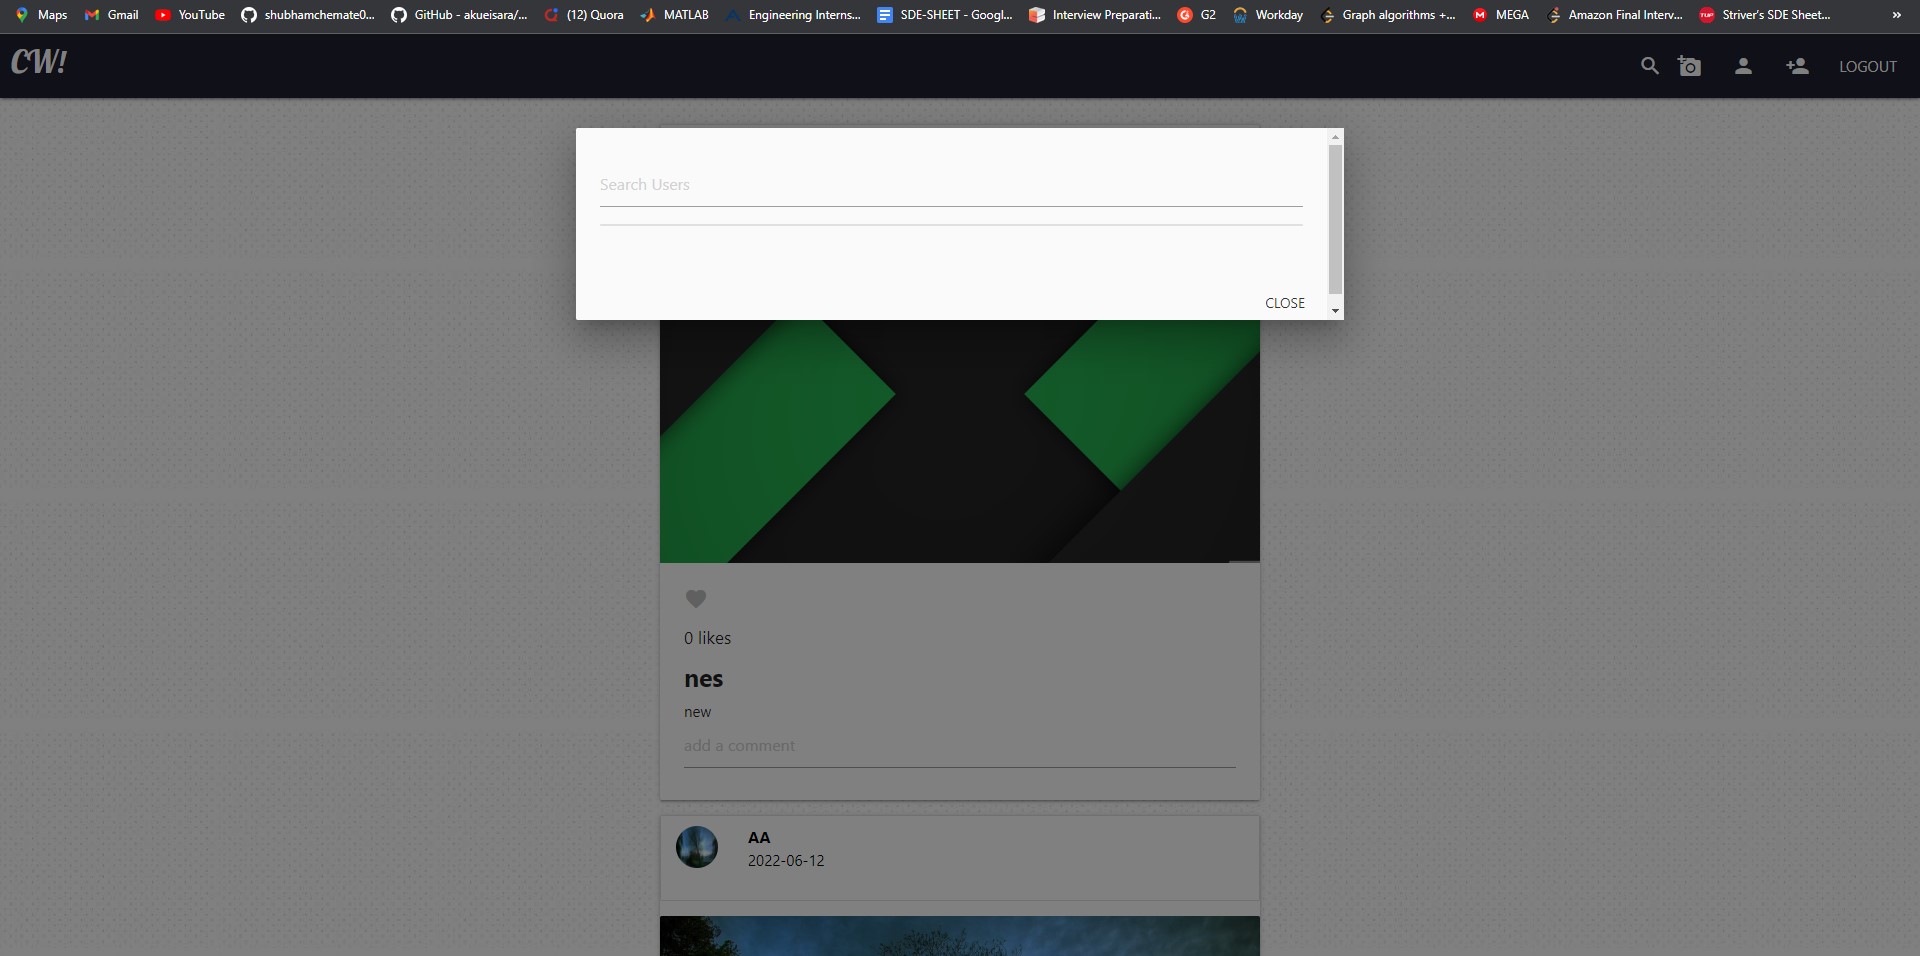 Maps Gmail YouTube shubhamchemate0... GitHub - akueisara/... (12) Quora MATLAB Engineering Interns... SDE-SHEET - Googl... Interview Preparati... G2 Workday Graph algorithms +... MEGA Amazon Final Interv... Striver's SDE Sheet... »
CW! LOGOUT
Search Users
CLOSE
0 likes
nes
new
add a comment
AA
2022-06-12